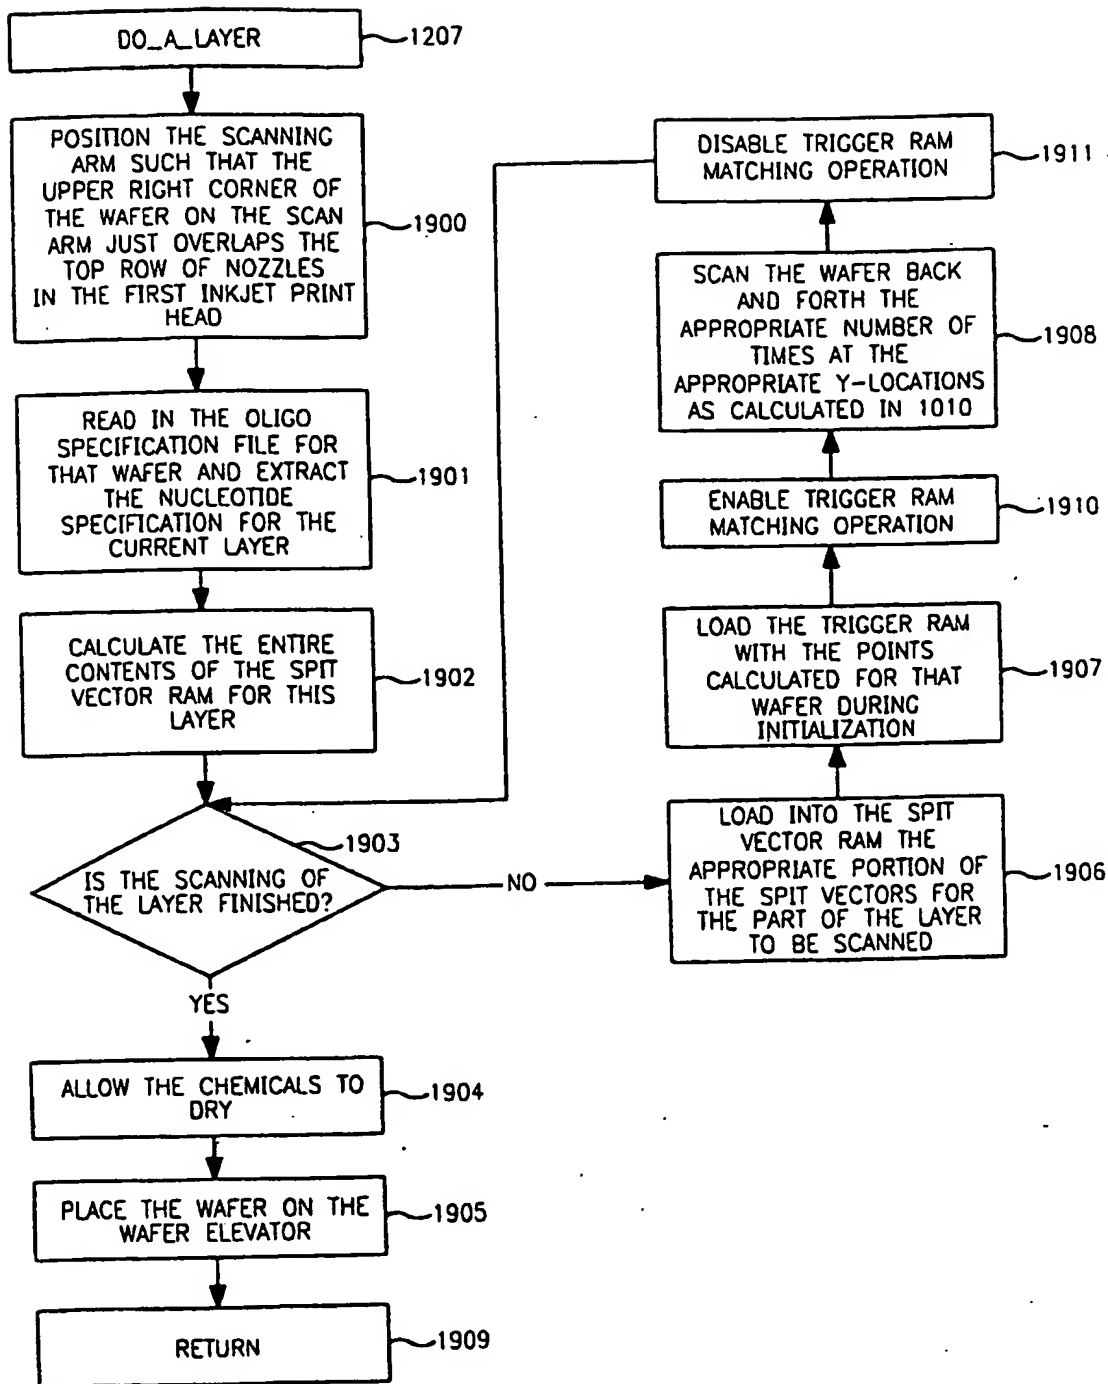 DO_A_LAYER
1207
POSITION THE SCANNING
ARM SUCH THAT THE
UPPER RIGHT CORNER OF
THE WAFER ON THE SCAN
ARM JUST OVERLAPS THE
TOP ROW OF NOZZLES
IN THE FIRST INKJET PRINT
HEAD
1900
READ IN THE OLIGO
SPECIFICATION FILE FOR
THAT WAFER AND EXTRACT
THE NUCLEOTIDE
SPECIFICATION FOR THE
CURRENT LAYER
1901
CALCULATE THE ENTIRE
CONTENTS OF THE SPIT
VECTOR RAM FOR THIS
LAYER
1902
IS THE SCANNING OF
THE LAYER FINISHED?
1903
NO
YES
ALLOW THE CHEMICALS TO
DRY
1904
PLACE THE WAFER ON THE
WAFER ELEVATOR
1905
RETURN
1909
DISABLE TRIGGER RAM
MATCHING OPERATION
1911
SCAN THE WAFER BACK
AND FORTH THE
APPROPRIATE NUMBER OF
TIMES AT THE
APPROPRIATE Y-LOCATIONS
AS CALCULATED IN 1010
1908
ENABLE TRIGGER RAM
MATCHING OPERATION
1910
LOAD THE TRIGGER RAM
WITH THE POINTS
CALCULATED FOR THAT
WAFER DURING
INITIALIZATION
1907
LOAD INTO THE SPIT
VECTOR RAM THE
APPROPRIATE PORTION OF
THE SPIT VECTORS FOR
THE PART OF THE LAYER
TO BE SCANNED
1906